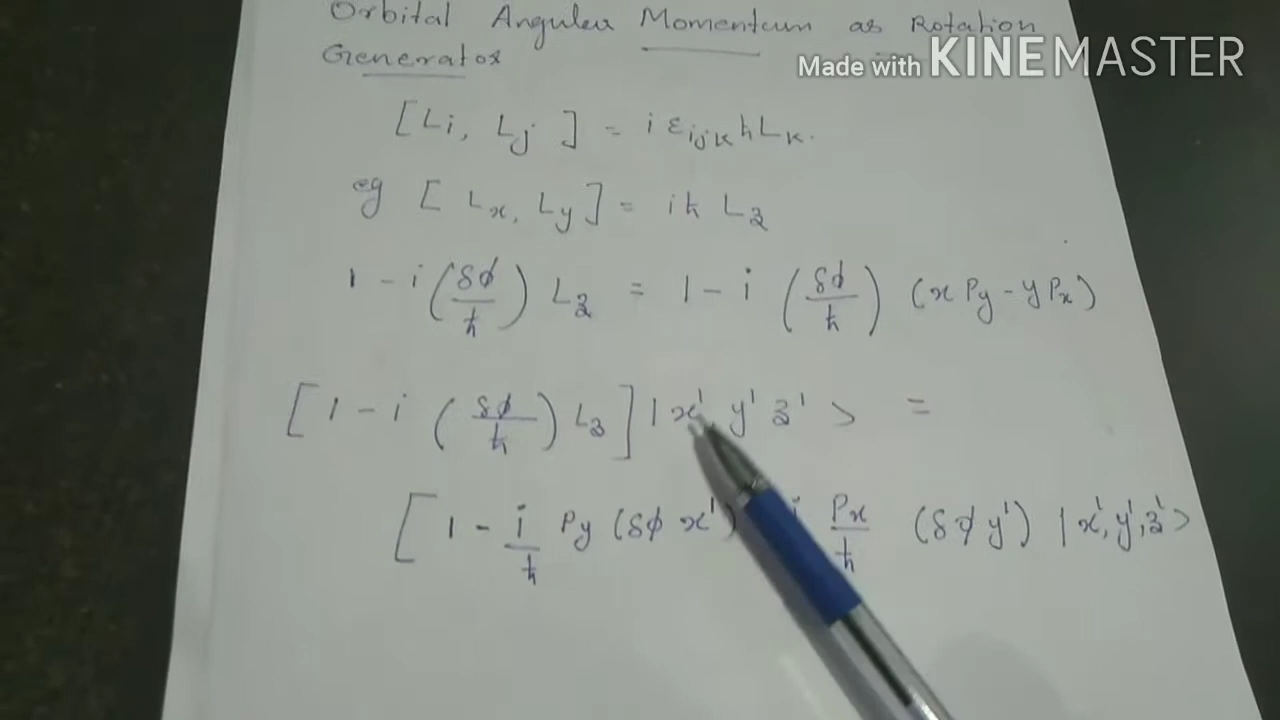 Orbital Angular Momentum as Rotation
Generator
Made with KINEMASTER
[Li, Lj] = i εijk ħ Lk.
eg [Lx, Ly] = iħ Lz
1 - i (δϕ/ħ) Lz = 1 - i (δϕ/ħ) (x Py - y Px)
[1 - i (δϕ/ħ) Lz] |x' y' z'> =
[1 - i/ħ Py (δϕ x') i Px/ħ (δϕ y') |x', y', z'>